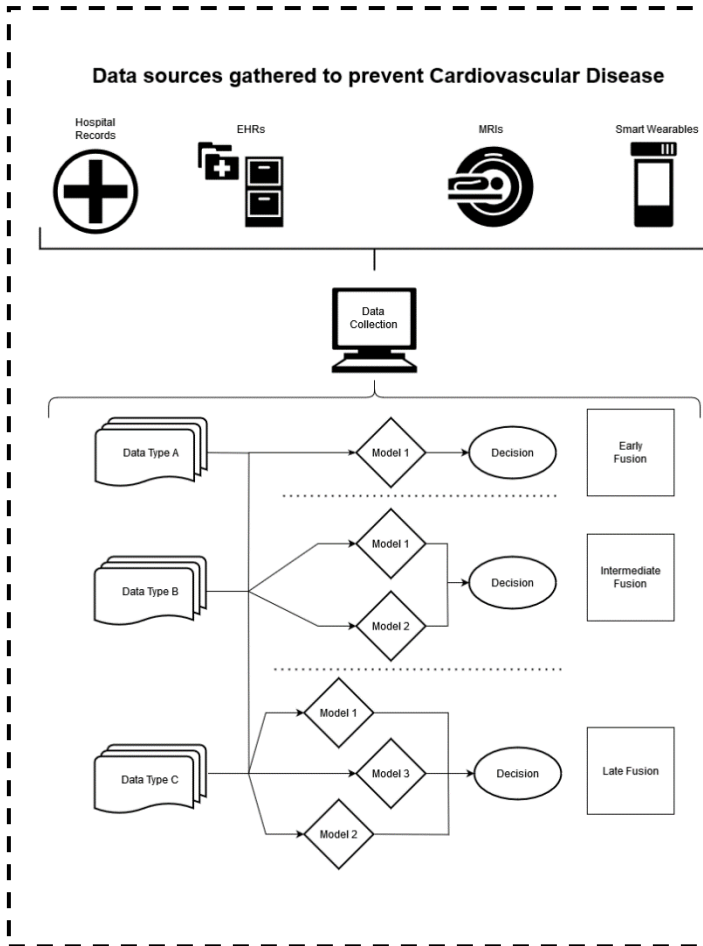 Data sources gathered to prevent Cardiovascular Disease
Hospital
Records
EHRs
MRIs
Smart Wearables
Data
Collection
Data Type A
Model 1
Decision
Early
Fusion
Data Type B
Model 1
Model 2
Decision
Intermediate
Fusion
Data Type C
Model 1
Model 3
Model 2
Decision
Late Fusion